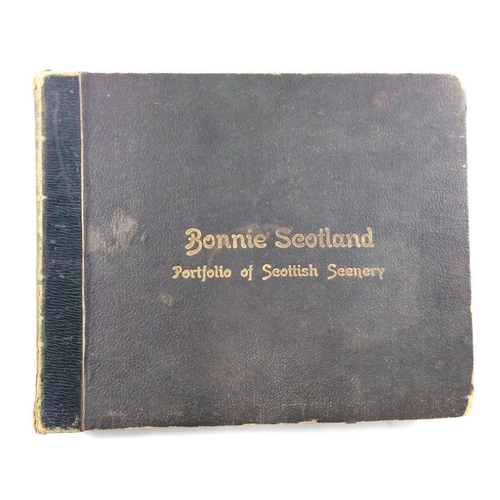 Bonnie Scotland
Portfolio of Scottish Scenery